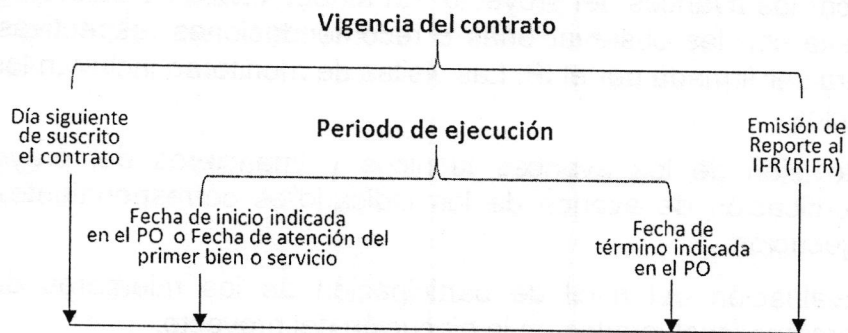 Vigencia del contrato
Día siguiente
de suscrito
el contrato
Periodo de ejecución
Emisión de
Reporte al
IFR (RIFR)
Fecha de inicio indicada
en el PO o Fecha de atención del
primer bien o servicio
Fecha de
término indicada
en el PO